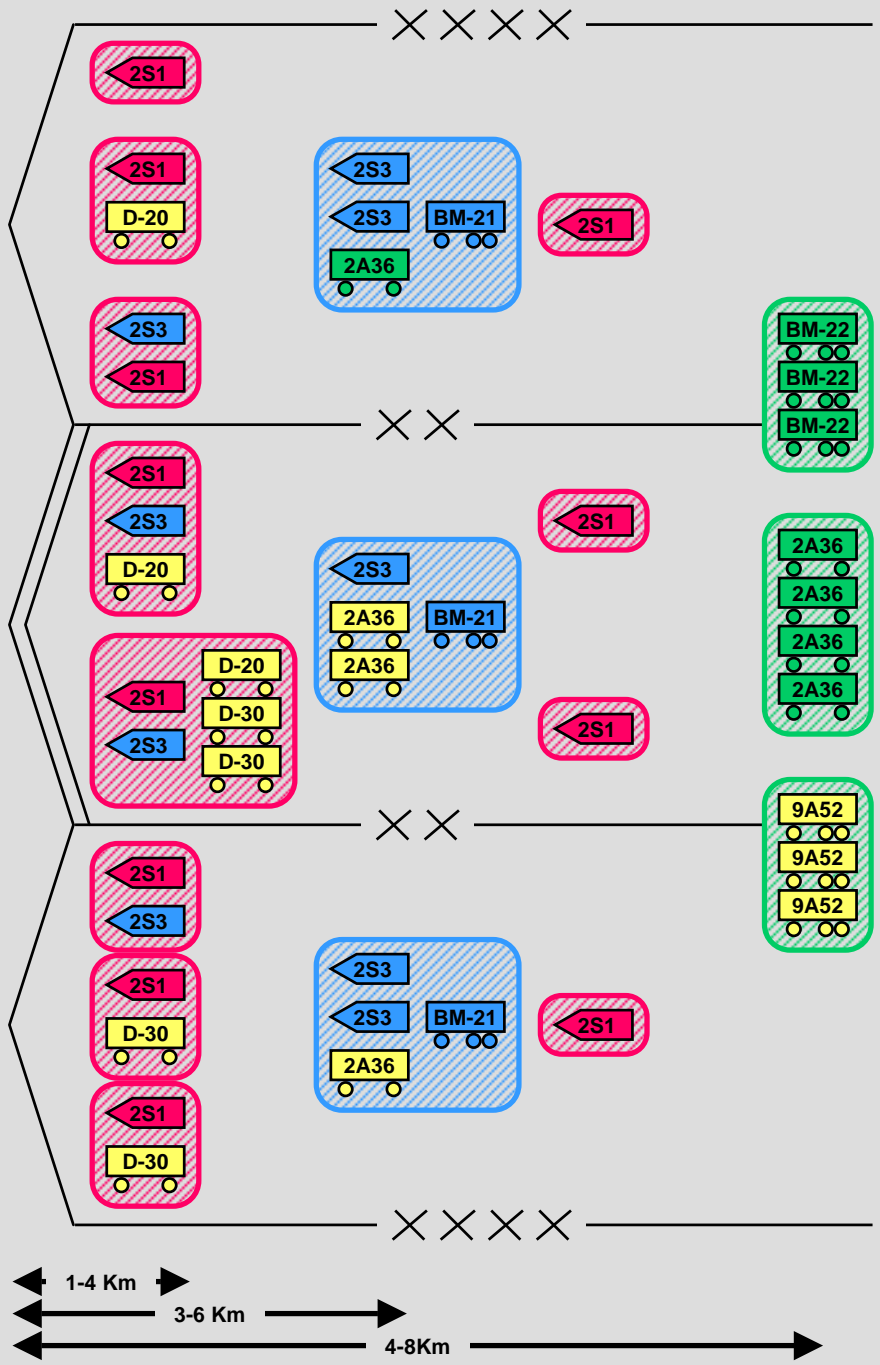 2S1
2S1
D-20
2S3
2S1
2S3
2S3
BM-21
2A36
2S1
BM-22
BM-22
BM-22
2S1
2S3
D-20
2S1
2S3
D-20
D-30
D-30
2S3
2A36
BM-21
2A36
2S1
2S1
2A36
2A36
2A36
2A36
9A52
9A52
9A52
2S1
2S3
2S1
D-30
2S1
D-30
2S3
2S3
BM-21
2A36
2S1
1-4 Km
3-6 Km
4-8Km